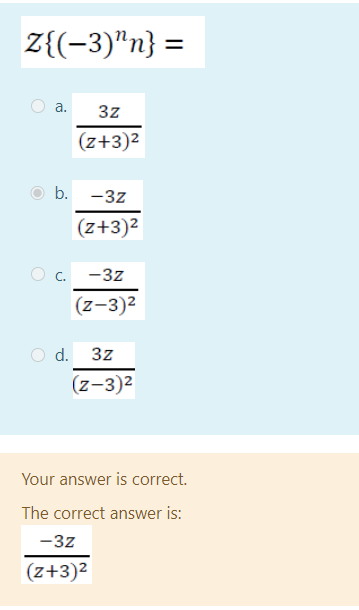 Z{(−3)ⁿn} =
a. 3z
(z+3)²
b. −3z
(z+3)²
c. −3z
(z−3)²
d. 3z
(z−3)²
Your answer is correct.
The correct answer is:
−3z
(z+3)²